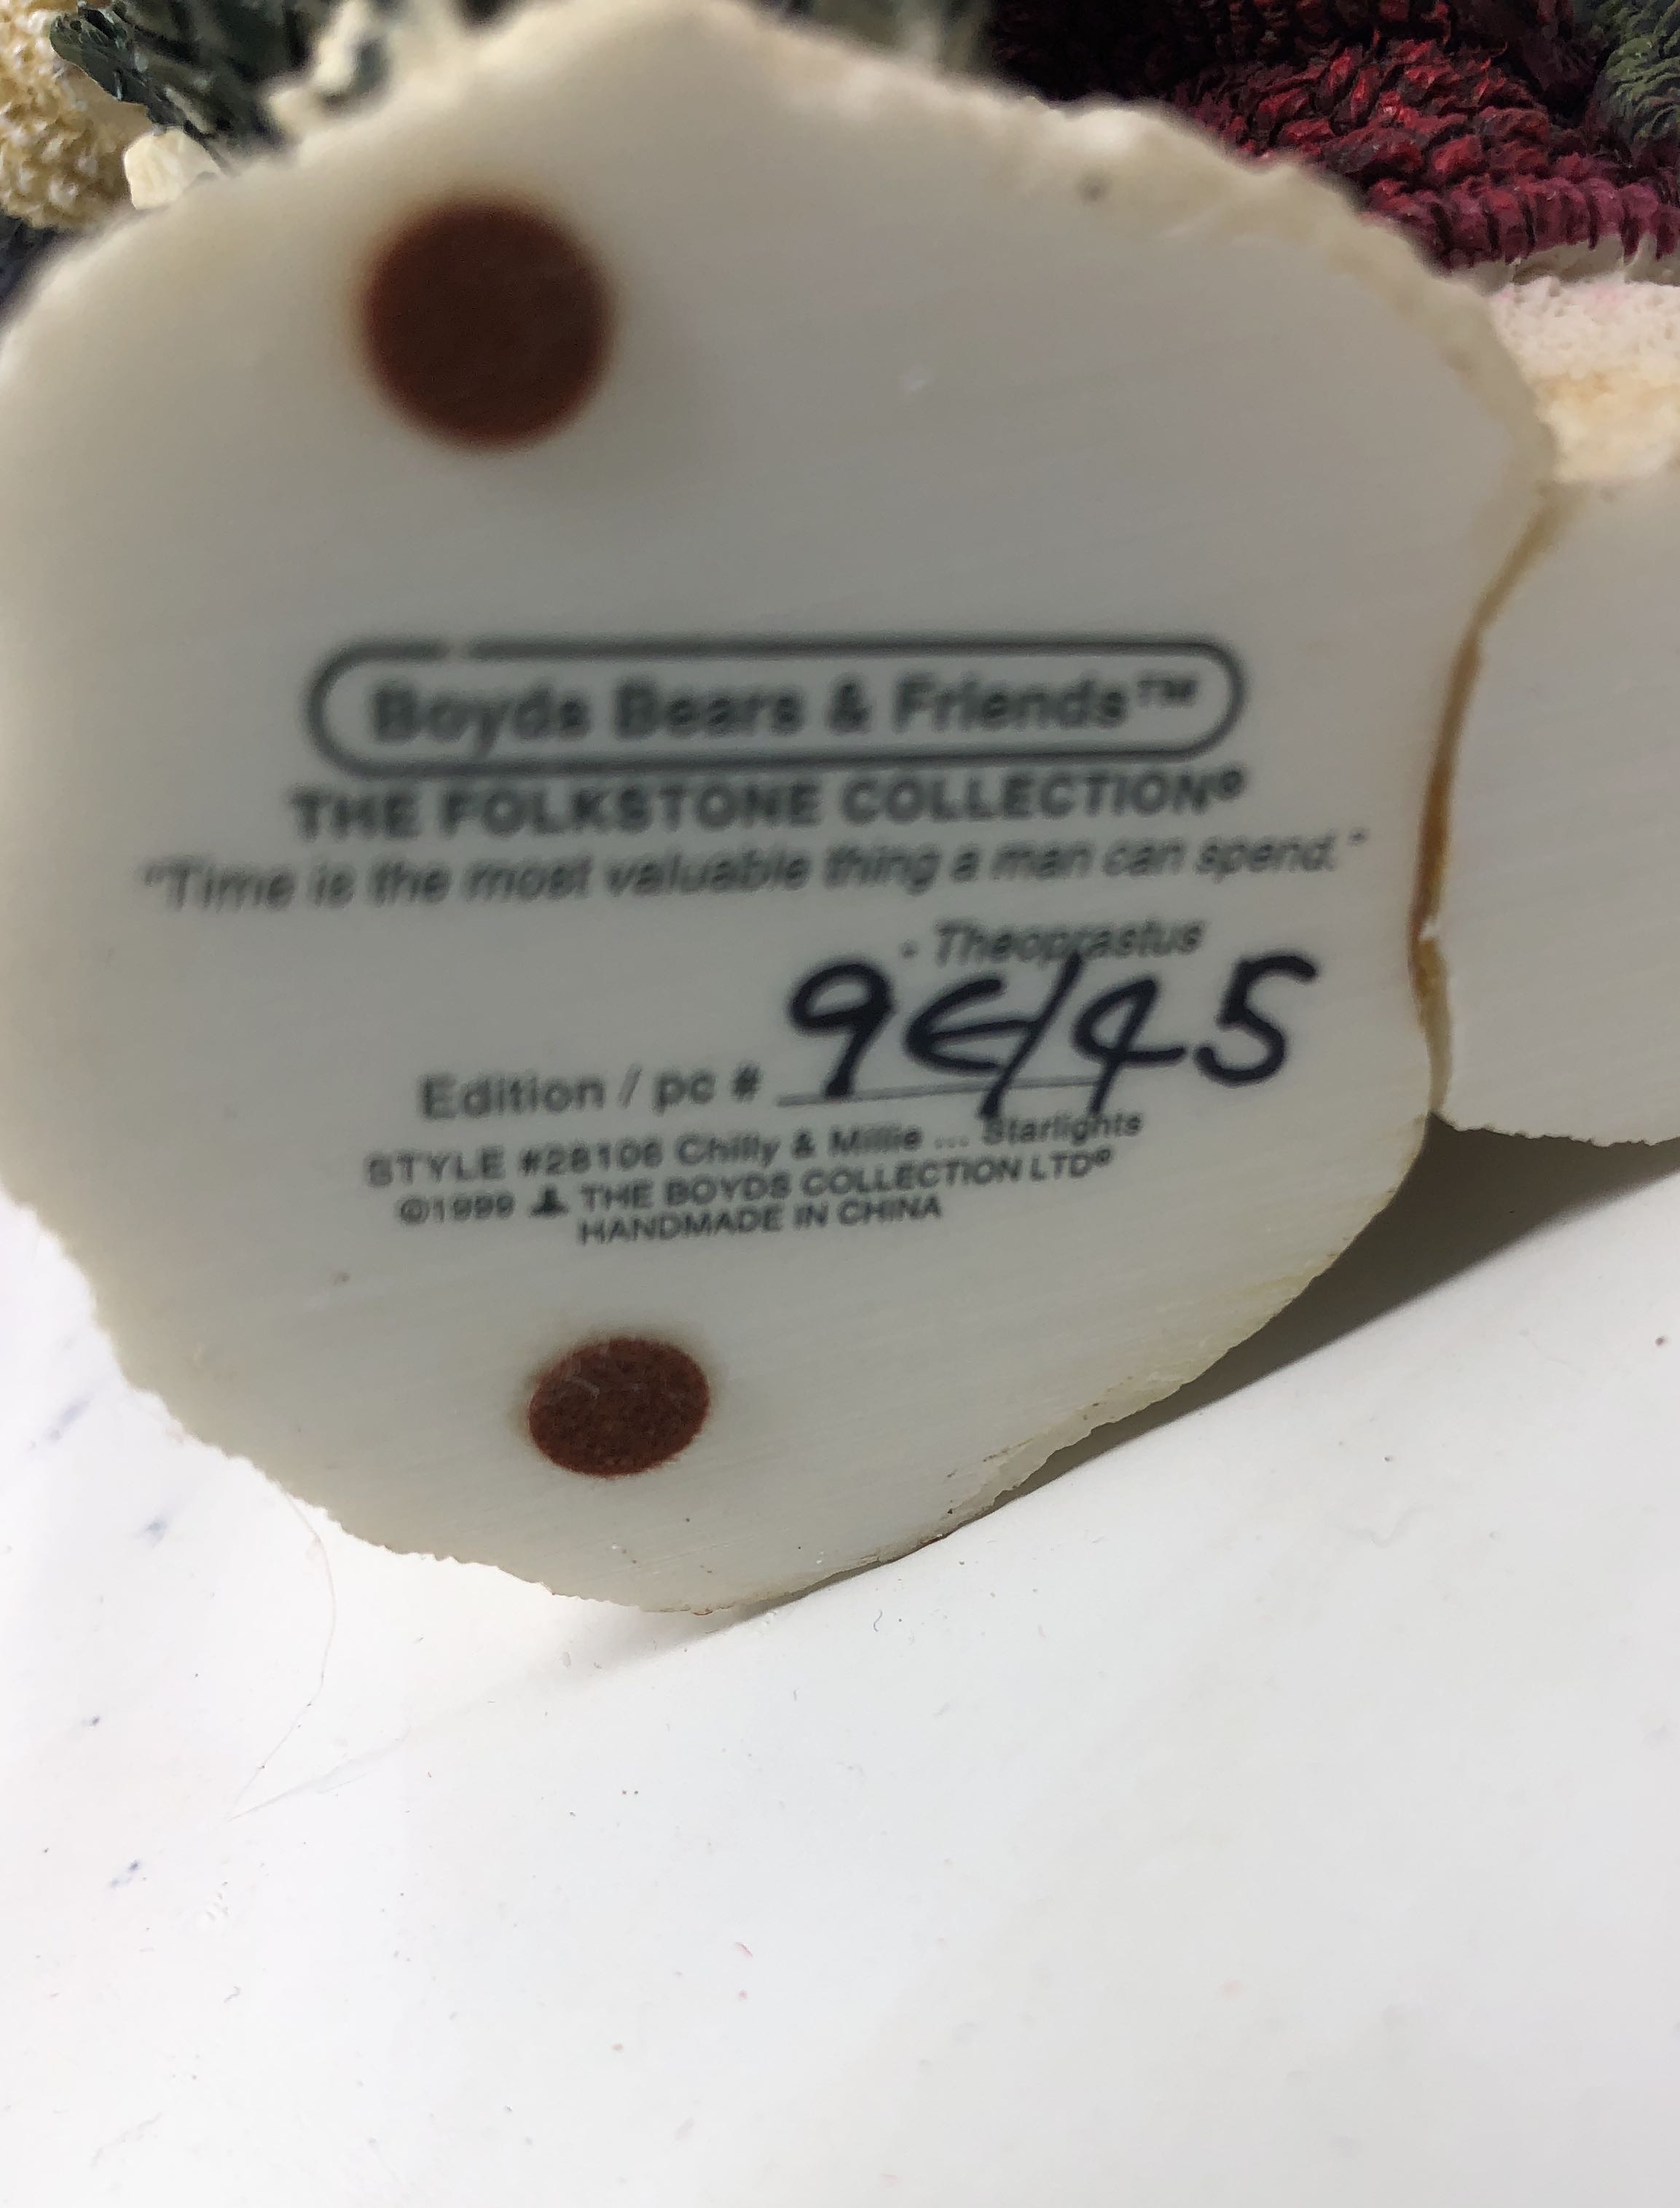 Boyds Bears & Friends™
THE FOLKSTONE COLLECTION®
"Time is the most valuable thing a man can spend."
- Theoprastus
Edition / pc # 9E/45
STYLE #28106 Chilly & Millie ... Starlights
©1999 THE BOYDS COLLECTION LTD®
HANDMADE IN CHINA